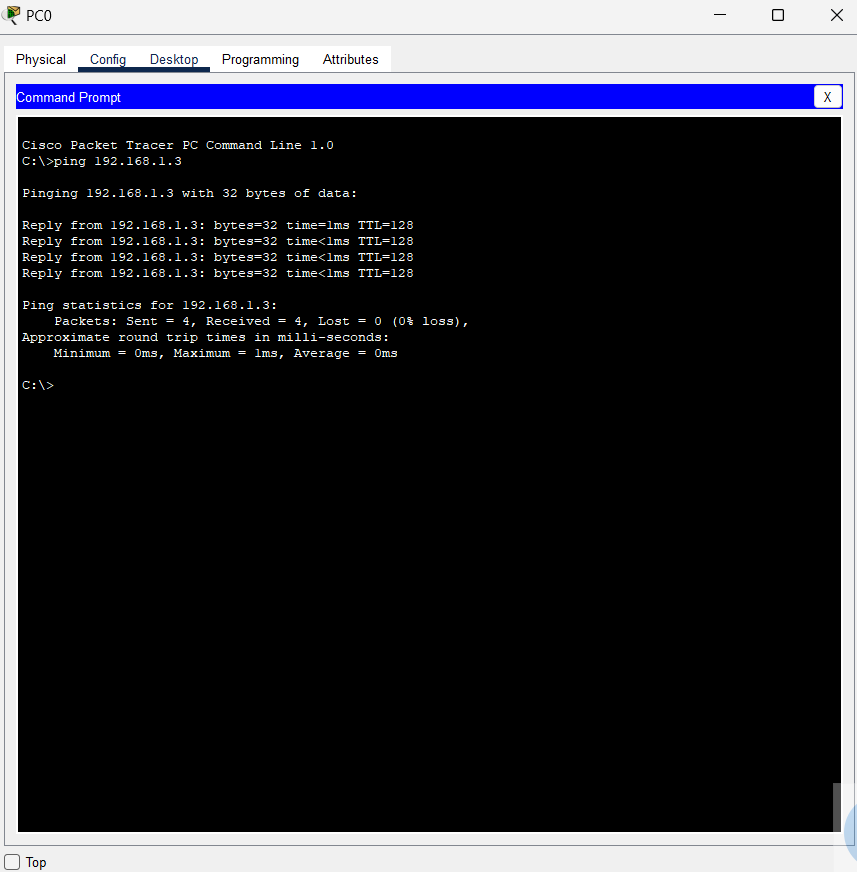 PC0
Physical Config Desktop Programming Attributes
Command Prompt X
Cisco Packet Tracer PC Command Line 1.0
C:\>ping 192.168.1.3
Pinging 192.168.1.3 with 32 bytes of data:
Reply from 192.168.1.3: bytes=32 time=1ms TTL=128
Reply from 192.168.1.3: bytes=32 time<1ms TTL=128
Reply from 192.168.1.3: bytes=32 time<1ms TTL=128
Reply from 192.168.1.3: bytes=32 time<1ms TTL=128
Ping statistics for 192.168.1.3:
    Packets: Sent = 4, Received = 4, Lost = 0 (0% loss),
Approximate round trip times in milli-seconds:
    Minimum = 0ms, Maximum = 1ms, Average = 0ms
C:\>
Top